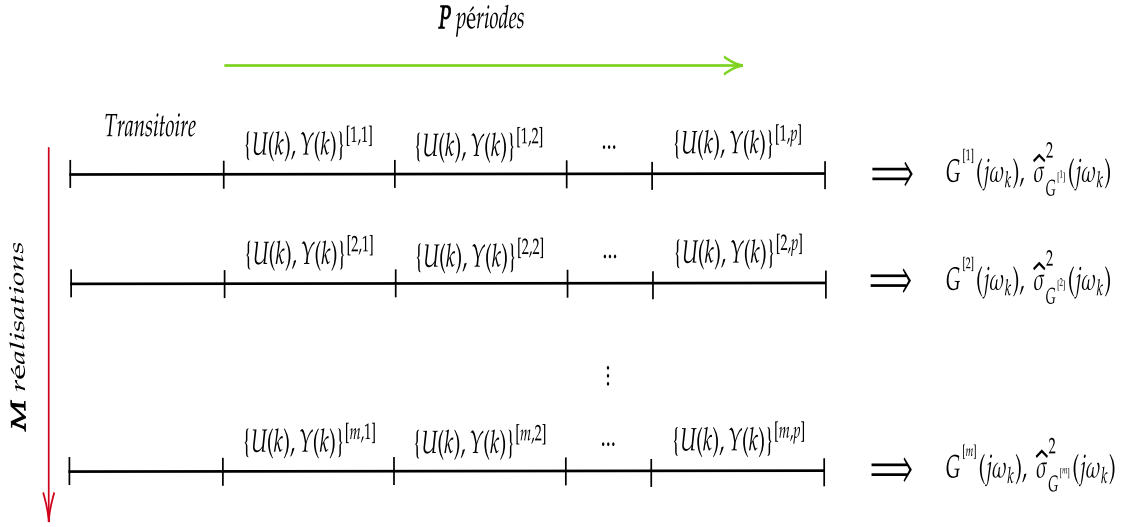 P périodes
Transitoire
{U(k), Y(k)}^[1,1] {U(k), Y(k)}^[1,2] ... {U(k), Y(k)}^[1,p]
⟹ G^[1](jω_k), σ̂²_G^[1](jω_k)
{U(k), Y(k)}^[2,1] {U(k), Y(k)}^[2,2] ... {U(k), Y(k)}^[2,p]
⟹ G^[2](jω_k), σ̂²_G^[2](jω_k)
M réalisations
⋮
{U(k), Y(k)}^[m,1] {U(k), Y(k)}^[m,2] ... {U(k), Y(k)}^[m,p]
⟹ G^[m](jω_k), σ̂²_G^[m](jω_k)